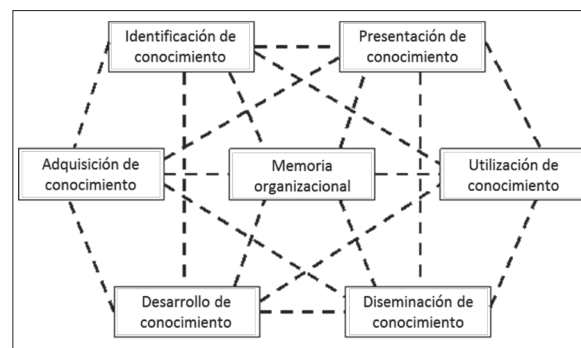 Identificación de
conocimiento
Presentación de
conocimiento
Adquisición de
conocimiento
Memoria
organizacional
Utilización de
conocimiento
Desarrollo de
conocimiento
Diseminación de
conocimiento